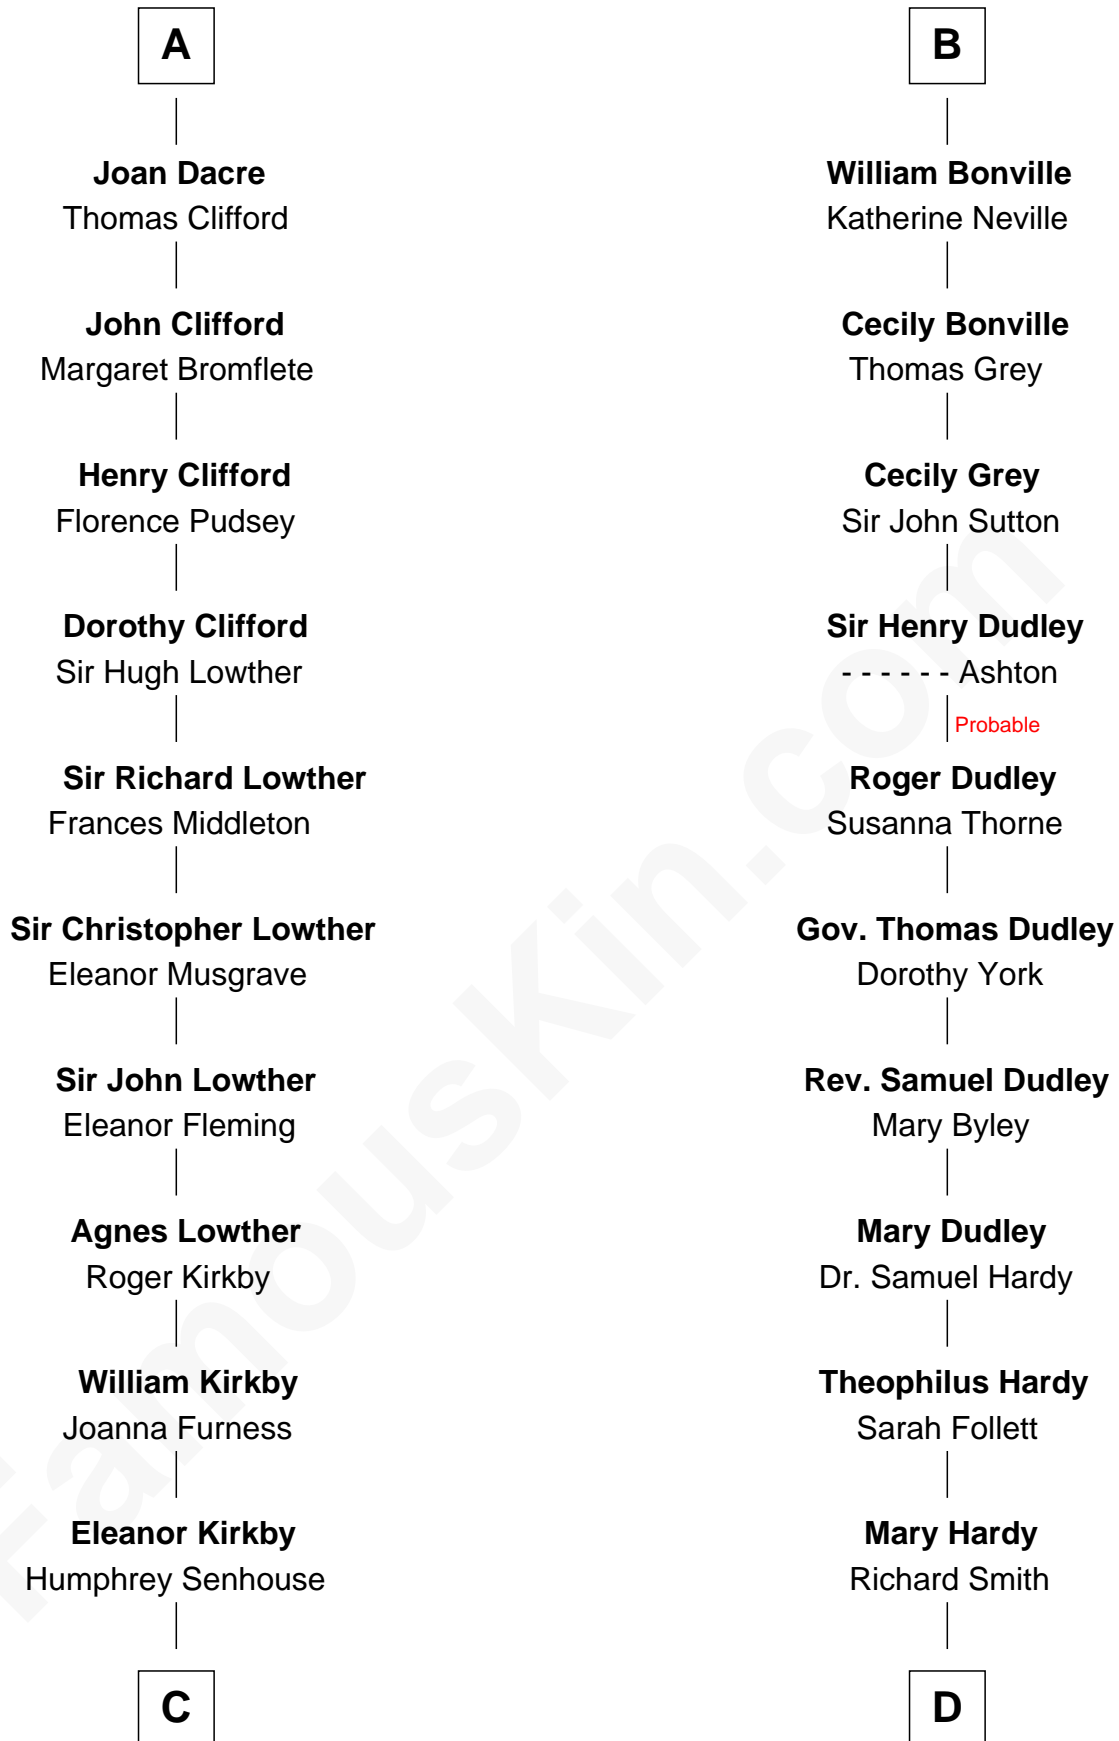 A
Joan Dacre
Thomas Clifford
John Clifford
Margaret Bromflete
Henry Clifford
Florence Pudsey
Dorothy Clifford
Sir Hugh Lowther
Sir Richard Lowther
Frances Middleton
Sir Christopher Lowther
Eleanor Musgrave
Sir John Lowther
Eleanor Fleming
Agnes Lowther
Roger Kirkby
William Kirkby
Joanna Furness
Eleanor Kirkby
Humphrey Senhouse
C
B
William Bonville
Katherine Neville
Cecily Bonville
Thomas Grey
Cecily Grey
Sir John Sutton
Sir Henry Dudley
- - - - - - Ashton
Probable
Roger Dudley
Susanna Thorne
Gov. Thomas Dudley
Dorothy York
Rev. Samuel Dudley
Mary Byley
Mary Dudley
Dr. Samuel Hardy
Theophilus Hardy
Sarah Follett
Mary Hardy
Richard Smith
D
FamousKin.com